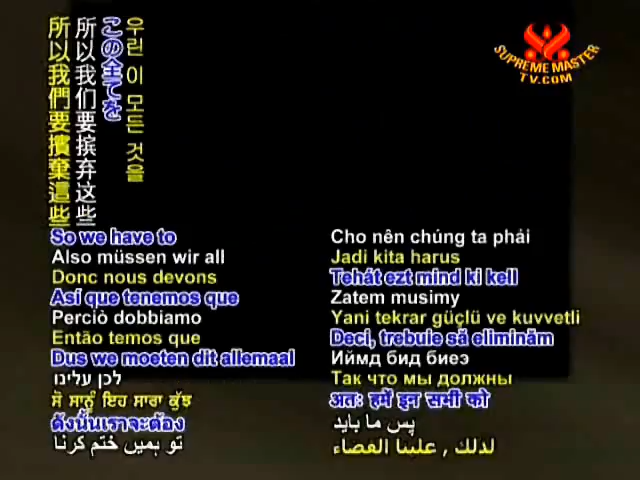 所以我們要擯棄這些
所以我们要摈弃这些
この全てを
우린 이 모든 것을
SUPREME MASTER
TV.COM
So we have to
Also müssen wir all
Donc nous devons
Así que tenemos que
Perciò dobbiamo
Então temos que
Dus we moeten dit allemaal
לכן עלינו
ਸੋ ਸਾਨੂੰ ਇਹ ਸਾਰਾ ਕੁੱਝ
ดังนั้นเราจะต้อง
تو ہمیں ختم کرنا
Cho nên chúng ta phải
Jadi kita harus
Tehát ezt mind ki kell
Zatem musimy
Yani tekrar güçlü ve kuvvetli
Deci, trebuie să eliminăm
Иймд бид биеэ
Так что мы должны
अतः हमें इन सभी को
پس ما باید
لذلك , علينا القضاء